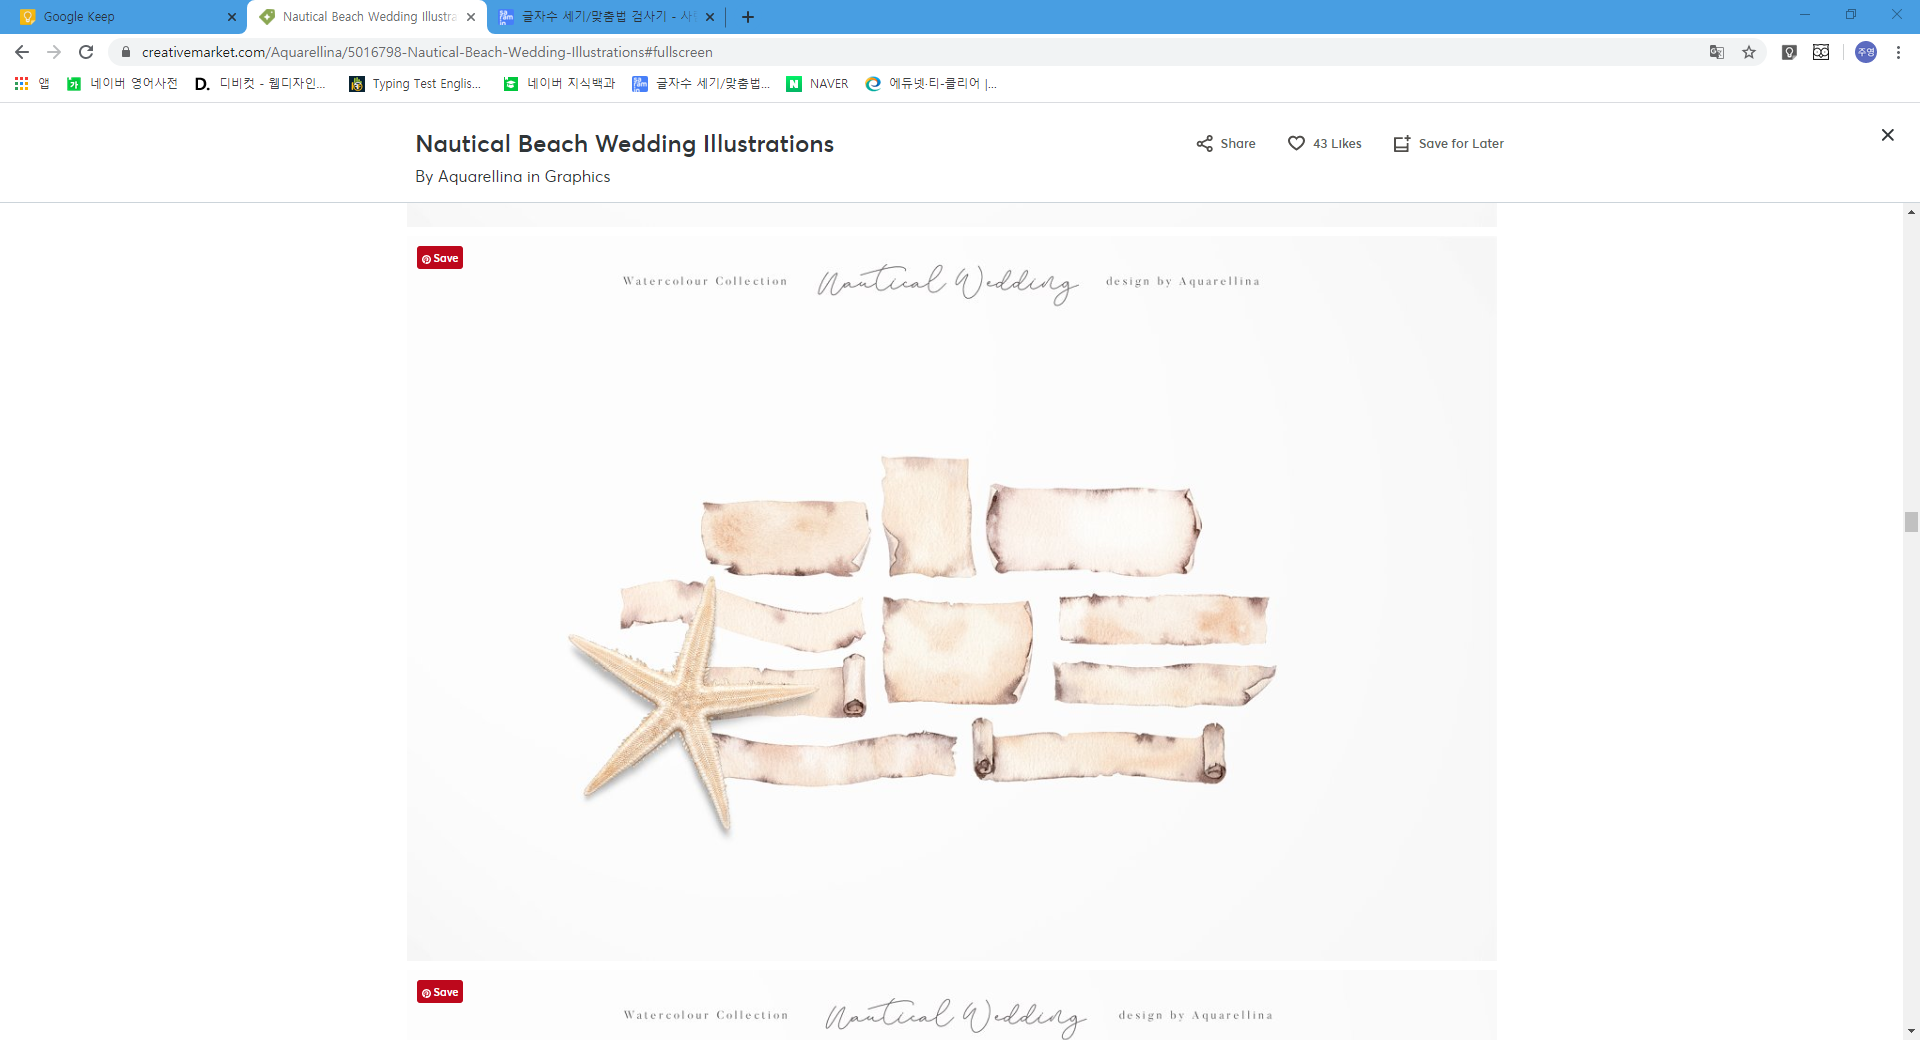 Google Keep
Nautical Beach Wedding Illustra
글자수 세기/맞춤법 검사기 - 사
creativemarket.com/Aquarellina/5016798-Nautical-Beach-Wedding-Illustrations#fullscreen
주영
앱
네이버 영어사전
디비컷 - 웹디자인...
Typing Test Englis...
네이버 지식백과
글자수 세기/맞춤법...
NAVER
에듀넷·티-클리어 |...
Nautical Beach Wedding Illustrations
Share
43 Likes
Save for Later
By Aquarellina in Graphics
Save
Watercolour Collection Nautical Wedding design by Aquarellina
Save
Watercolour Collection Nautical Wedding design by Aquarellina